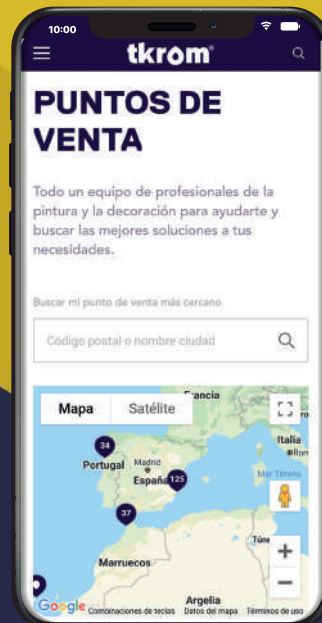 10:00
tkrom
PUNTOS DE
VENTA
Todo un equipo de profesionales de la
pintura y la decoración para ayudarte y
buscar las mejores soluciones a tus
necesidades.
Buscar mi punto de venta más cercano
Código postal o nombre ciudad
Mapa Satélite
Francia
Italia
34
Portugal
Madrid
España
125
Mar Tirreno
37
Marruecos
Argelia
Google
Combinaciones de teclas Datos del mapa Términos de uso